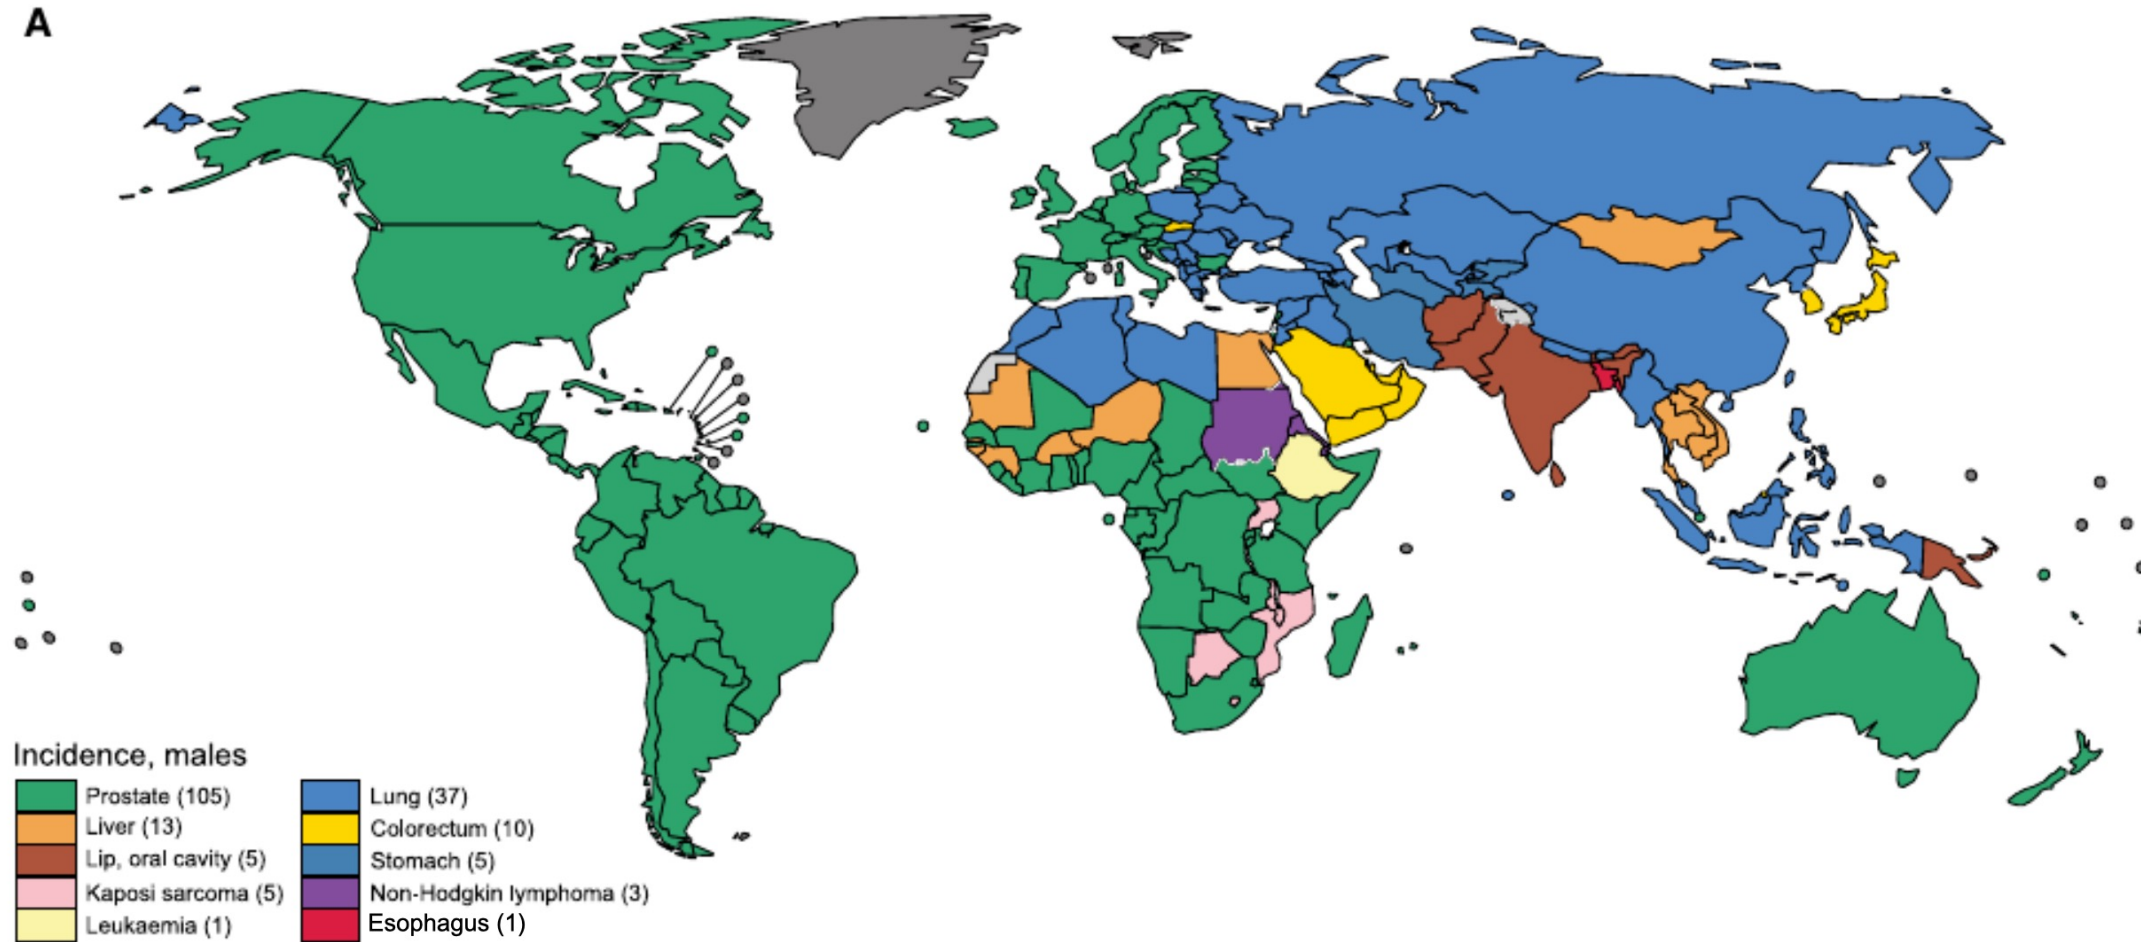 A
Incidence, males
Prostate (105)
Liver (13)
Lip, oral cavity (5)
Kaposi sarcoma (5)
Leukaemia (1)
Lung (37)
Colorectum (10)
Stomach (5)
Non-Hodgkin lymphoma (3)
Esophagus (1)